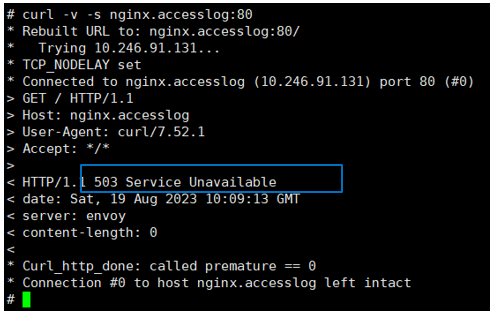 # curl -v -s nginx.accesslog:80
* Rebuilt URL to: nginx.accesslog:80/
*   Trying 10.246.91.131...
* TCP_NODELAY set
* Connected to nginx.accesslog (10.246.91.131) port 80 (#0)
> GET / HTTP/1.1
> Host: nginx.accesslog
> User-Agent: curl/7.52.1
> Accept: */*
>
< HTTP/1.1 503 Service Unavailable
< date: Sat, 19 Aug 2023 10:09:13 GMT
< server: envoy
< content-length: 0
<
* Curl_http_done: called premature == 0
* Connection #0 to host nginx.accesslog left intact
#